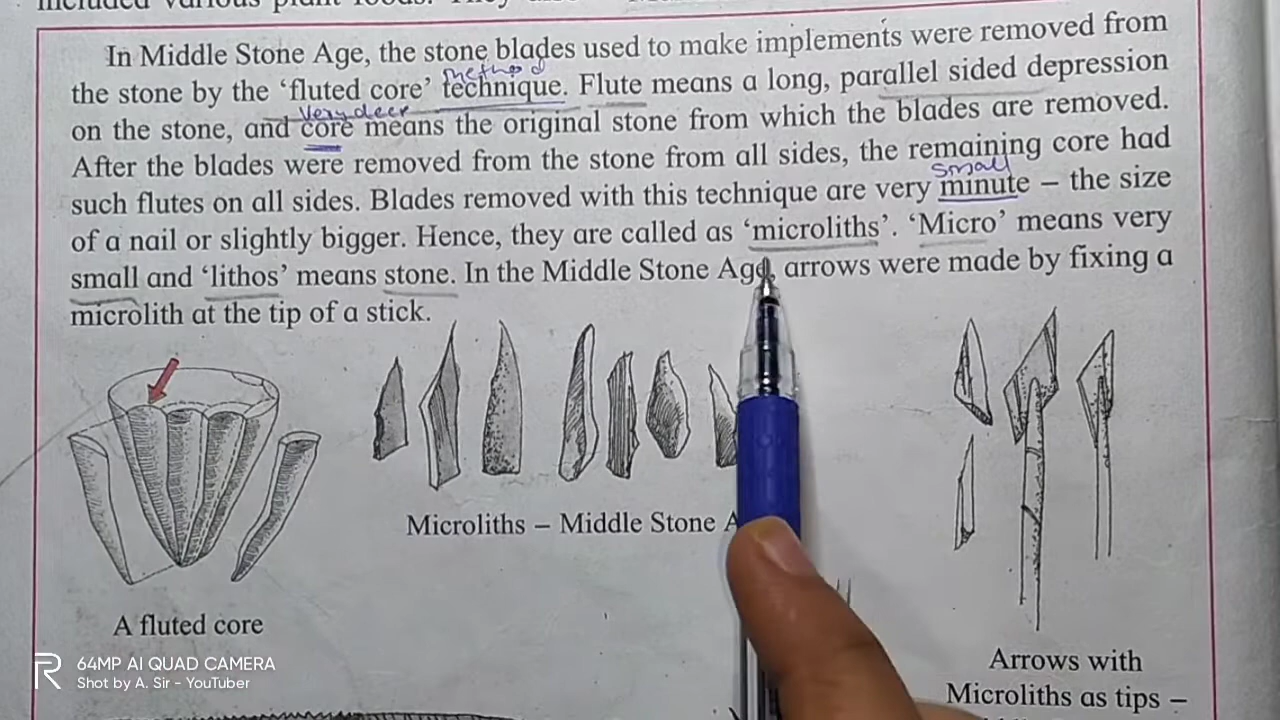 In Middle Stone Age, the stone blades used to make implements were removed from
method
the stone by the ‘fluted core’ technique. Flute means a long, parallel sided depression
on the stone, and core means the original stone from which the blades are removed.
After the blades were removed from the stone from all sides, the remaining core had
small
such flutes on all sides. Blades removed with this technique are very minute – the size
of a nail or slightly bigger. Hence, they are called as ‘microliths’. ‘Micro’ means very
small and ‘lithos’ means stone. In the Middle Stone Age, arrows were made by fixing a
microlith at the tip of a stick.
Microliths – Middle Stone A
A fluted core
Arrows with
Microliths as tips –
64MP AI QUAD CAMERA
Shot by A. Sir - YouTuber